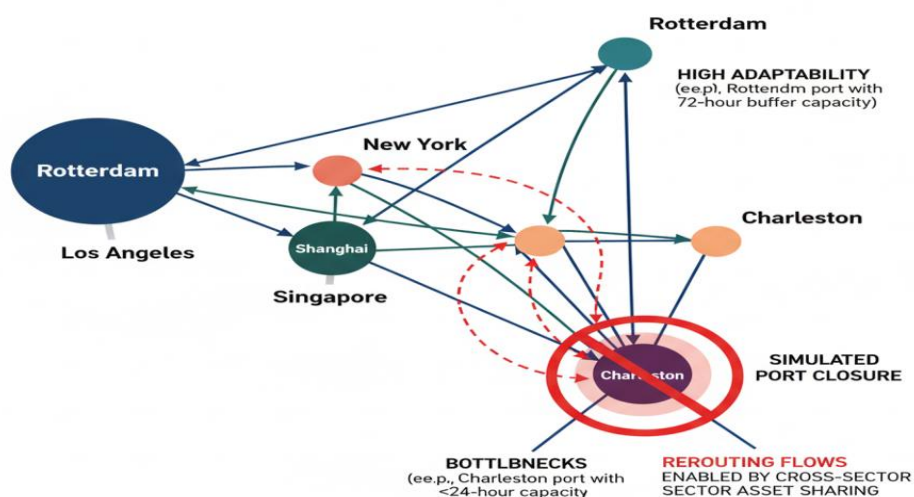 Rotterdam
HIGH ADAPTABILITY
(ee.p), Rottendm port with
72-hour buffer capacity)
New York
Rotterdam
Charleston
Shanghai
Los Angeles
Singapore
SIMULATED
PORT CLOSURE
Charleston
BOTTLBNECKS
(ee.p., Charleston port with
<24-hour capacity
REROUTING FLOWS
ENABLED BY CROSS-SECTOR
SECTOR ASSET SHARING